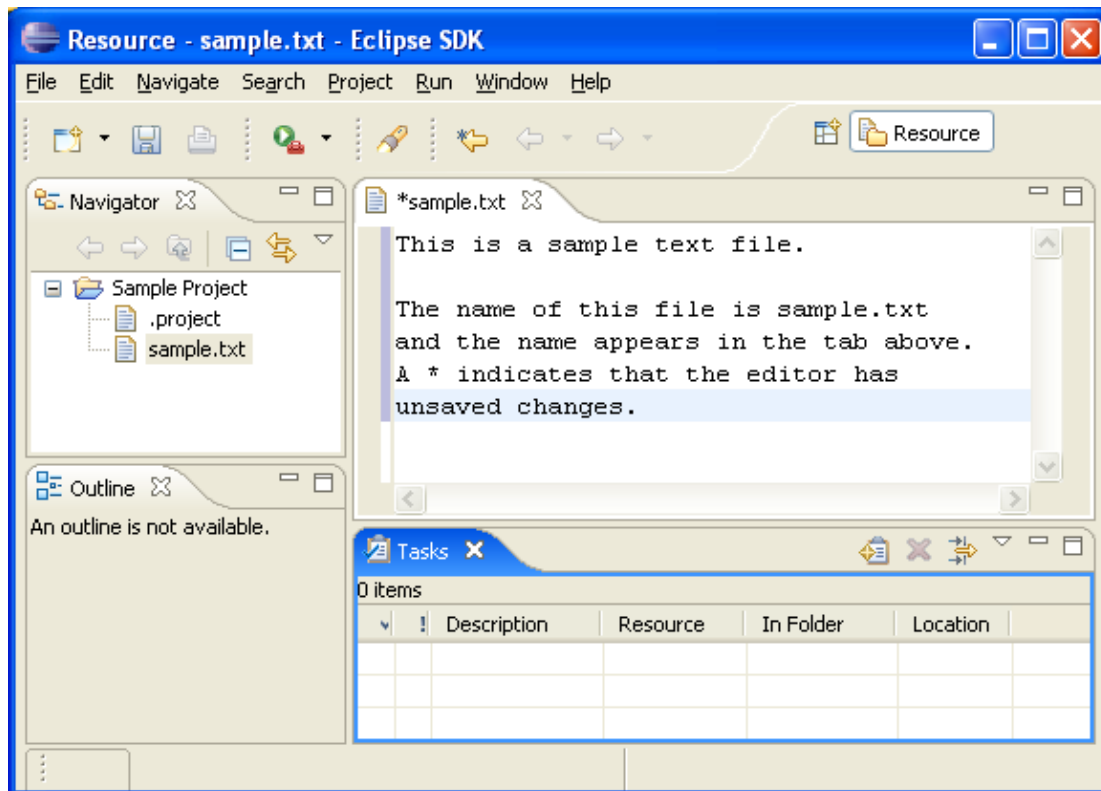 Resource - sample.txt - Eclipse SDK
File Edit Navigate Search Project Run Window Help
Resource
Navigator
Sample Project
.project
sample.txt
*sample.txt
This is a sample text file.
The name of this file is sample.txt
and the name appears in the tab above.
A * indicates that the editor has
unsaved changes.
Outline
An outline is not available.
Tasks
0 items
! Description Resource In Folder Location